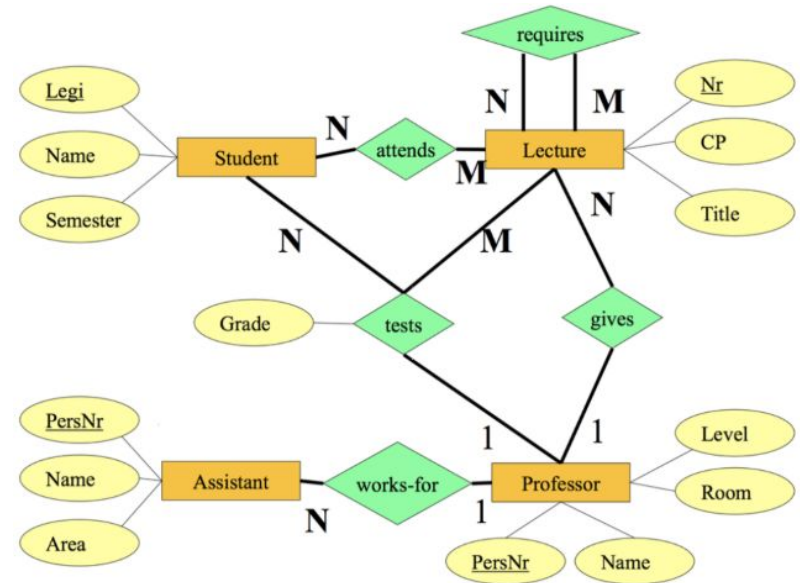 requires
Legi
Nr
N
M
N
Name
Student
attends
Lecture
CP
M
Semester
Title
N
M
N
Grade
tests
gives
PersNr
1
1
Level
Name
Assistant
works-for
Professor
Room
N
1
Area
PersNr
Name